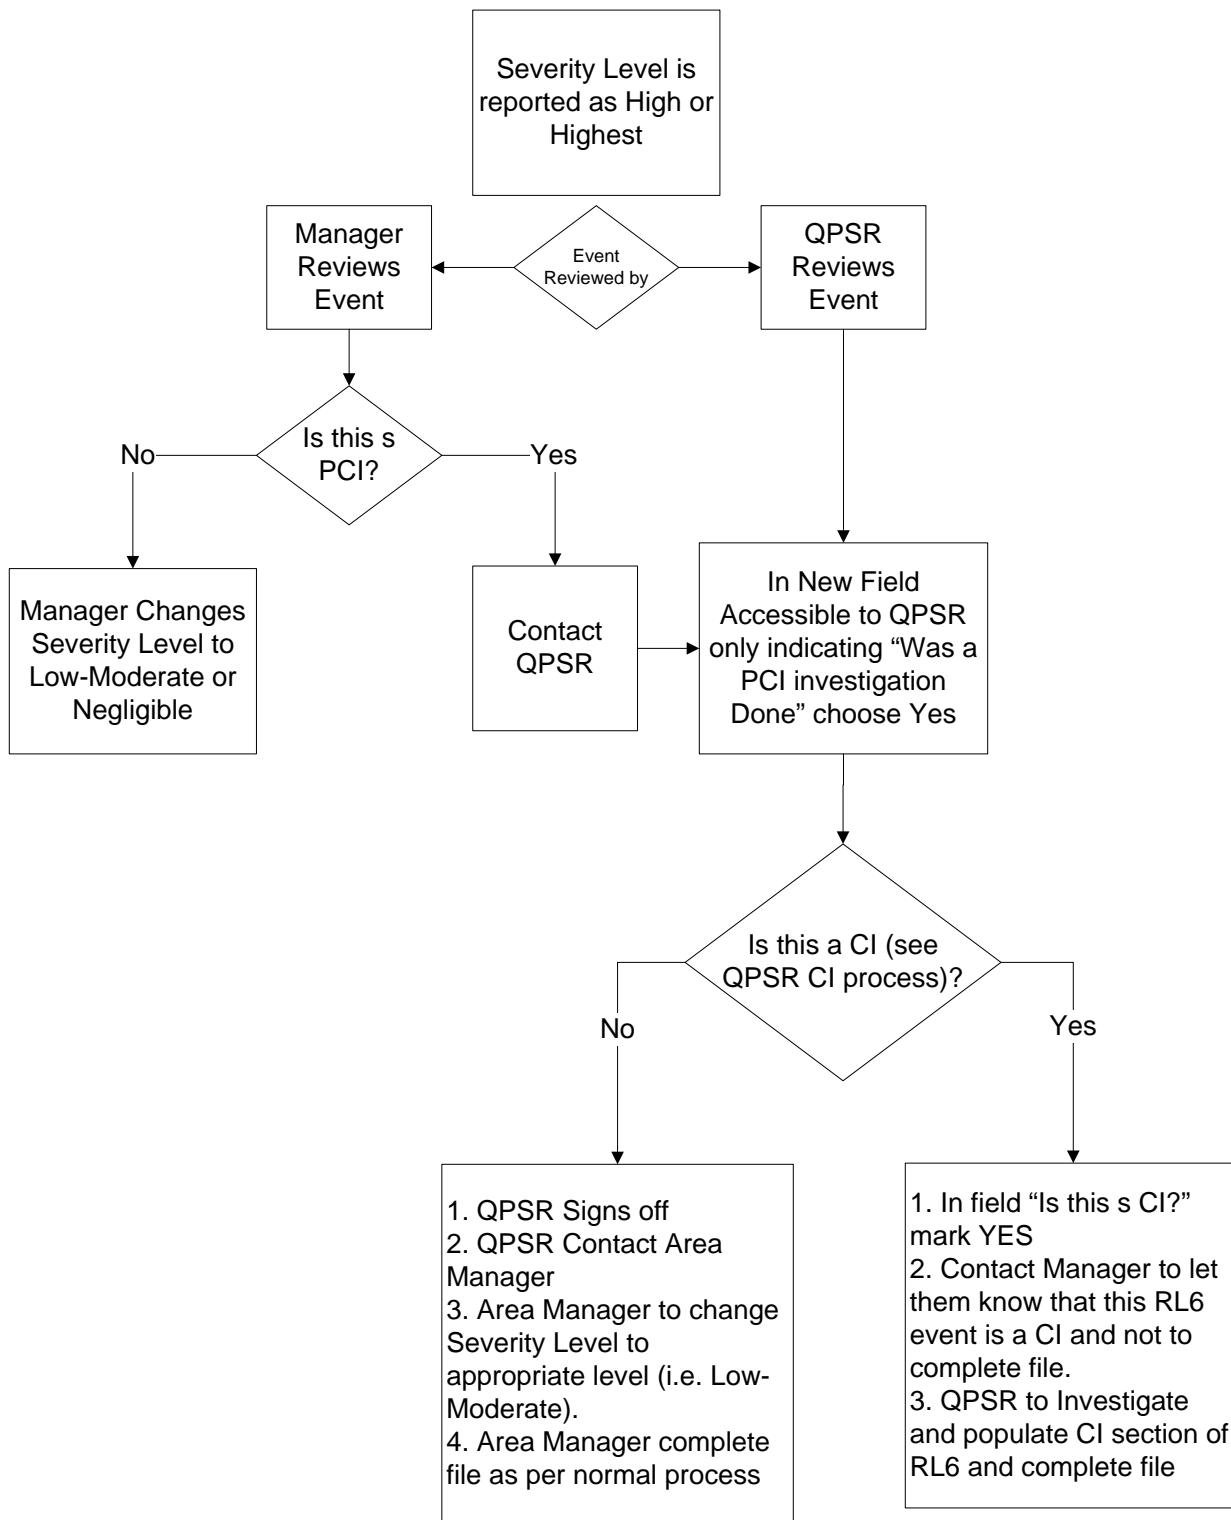 Severity Level is
reported as High or
Highest
Manager
Reviews
Event
Event
Reviewed by
QPSR
Reviews
Event
Is this s
PCI?
No
Yes
Manager Changes
Severity Level to
Low-Moderate or
Negligible
Contact
QPSR
In New Field
Accessible to QPSR
only indicating “Was a
PCI investigation
Done” choose Yes
Is this a CI (see
QPSR CI process)?
No
Yes
1. QPSR Signs off
2. QPSR Contact Area
Manager
3. Area Manager to change
Severity Level to
appropriate level (i.e. Low-
Moderate).
4. Area Manager complete
file as per normal process
1. In field “Is this s CI?”
mark YES
2. Contact Manager to let
them know that this RL6
event is a CI and not to
complete file.
3. QPSR to Investigate
and populate CI section of
RL6 and complete file